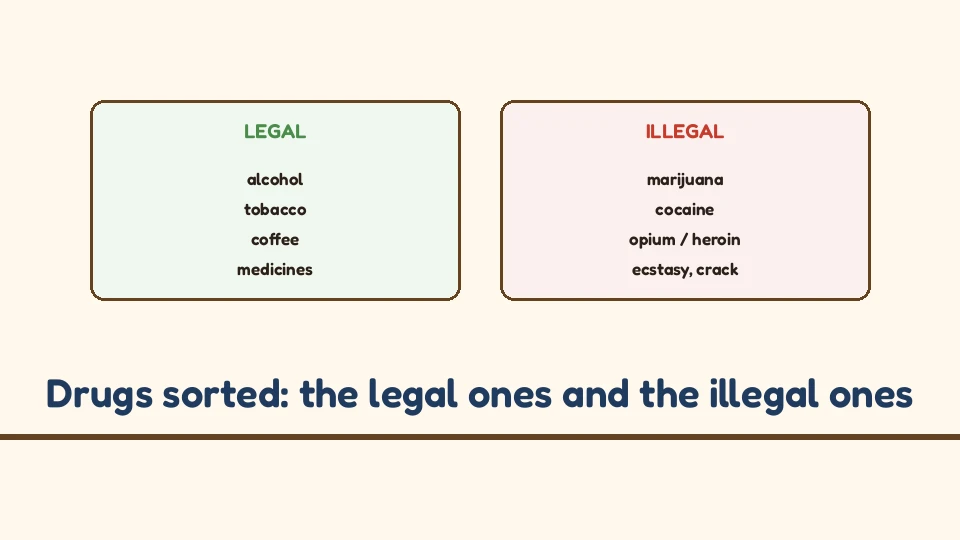 LEGAL
alcohol
tobacco
coffee
medicines
ILLEGAL
marijuana
cocaine
opium / heroin
ecstasy, crack
Drugs sorted: the legal ones and the illegal ones